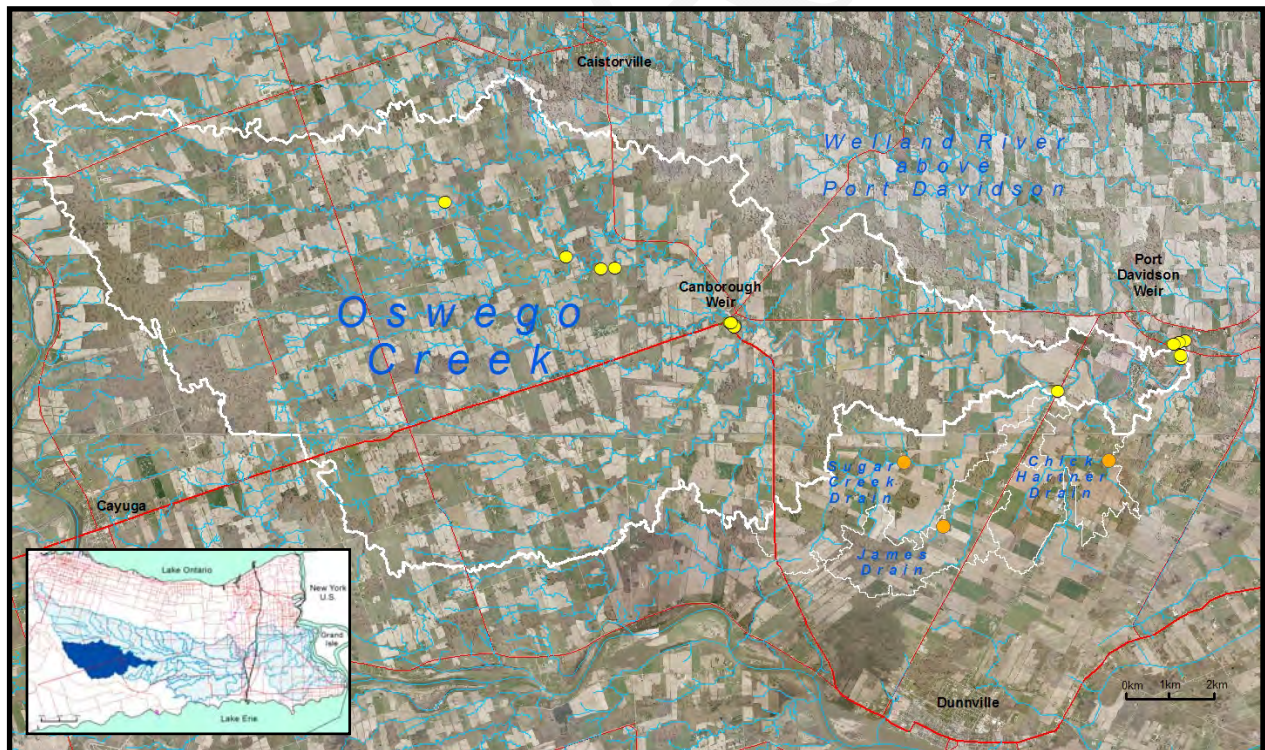 Caistorville
Welland River
above
Port Davidson
Port
Davidson
Weir
Canborough
Weir
Oswego
Creek
Sugar
Creek
Drain
Chick
Hartner
Drain
James
Drain
Cayuga
Dunnville
0km 1km 2km
Lake Ontario
New York
U.S.
Grand
Isle
Lake Erie